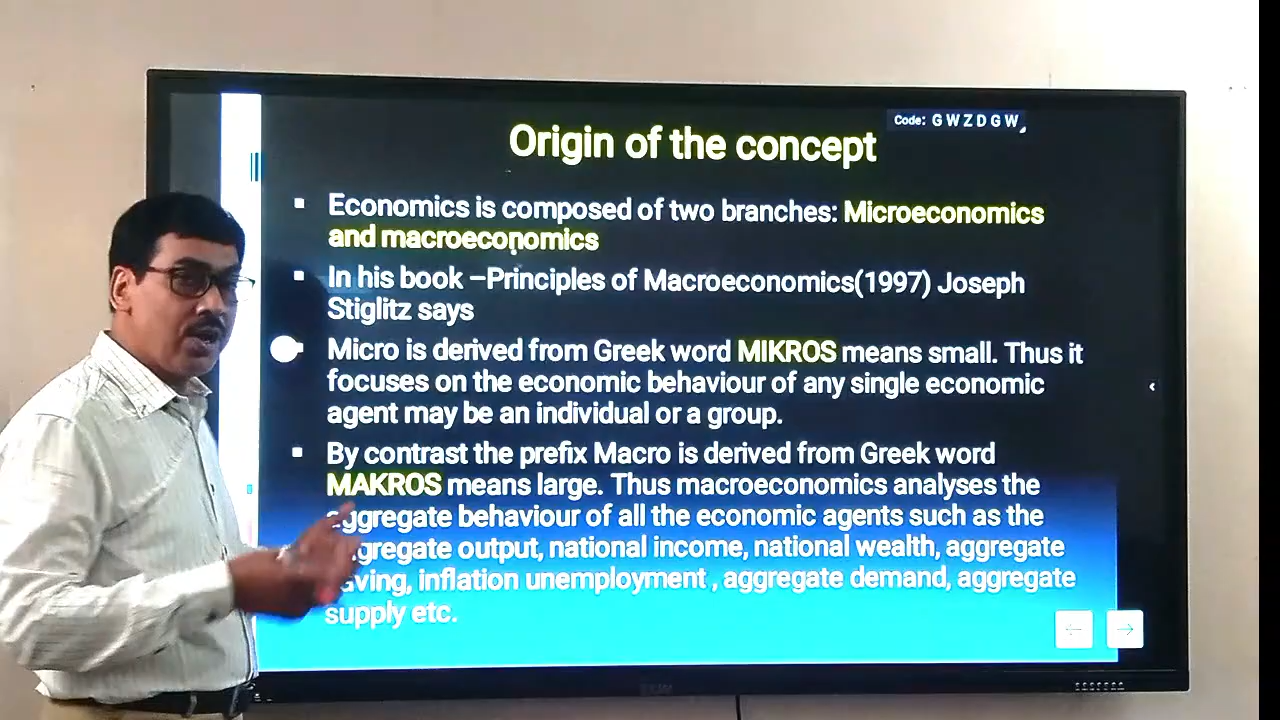 Code: G W Z D G W
Origin of the concept
Economics is composed of two branches: Microeconomics
and macroeconomics
In his book –Principles of Macroeconomics(1997) Joseph
Stiglitz says
Micro is derived from Greek word MIKROS means small. Thus it
focuses on the economic behaviour of any single economic
agent may be an individual or a group.
By contrast the prefix Macro is derived from Greek word
MAKROS means large. Thus macroeconomics analyses the
aggregate behaviour of all the economic agents such as the
aggregate output, national income, national wealth, aggregate
saving, inflation unemployment , aggregate demand, aggregate
supply etc.